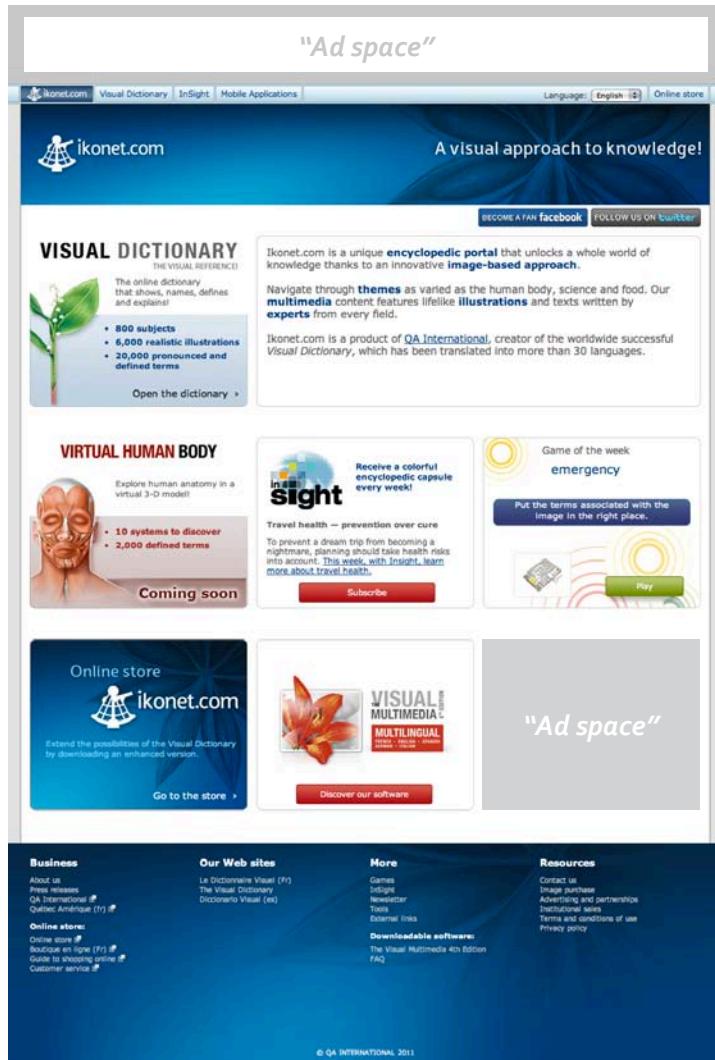 “Ad space”
ikonet.com Visual Dictionary InSight Mobile Applications Language: English Online store
ikonet.com
A visual approach to knowledge!
BECOME A FAN facebook FOLLOW US ON twitter
VISUAL DICTIONARY
THE VISUAL REFERENCE!
The online dictionary
that shows, names, defines
and explains!
• 800 subjects
• 6,000 realistic illustrations
• 20,000 pronounced and
defined terms
Open the dictionary ›
Ikonet.com is a unique encyclopedic portal that unlocks a whole world of
knowledge thanks to an innovative image-based approach.
Navigate through themes as varied as the human body, science and food. Our
multimedia content features lifelike illustrations and texts written by
experts from every field.
Ikonet.com is a product of QA International, creator of the worldwide successful
Visual Dictionary, which has been translated into more than 30 languages.
VIRTUAL HUMAN BODY
Explore human anatomy in a
virtual 3-D model!
• 10 systems to discover
• 2,000 defined terms
Coming soon
in sight
Receive a colorful
encyclopedic capsule
every week!
Travel health — prevention over cure
To prevent a dream trip from becoming a
nightmare, planning should take health risks
into account. This week, with Insight, learn
more about travel health.
Subscribe
Game of the week
emergency
Put the terms associated with the
image in the right place.
Play
Online store
ikonet.com
Extend the possibilities of the Visual Dictionary
by downloading an enhanced version.
Go to the store ›
THE VISUAL
MULTIMEDIA 4th EDITION
MULTILINGUAL
FRENCH • ENGLISH • SPANISH
GERMAN • ITALIAN
Discover our software
“Ad space”
Business
About us
Press releases
QA International
Québec Amérique (fr)
Online store:
Online store
Boutique en ligne (Fr)
Guide to shopping online
Customer service
Our Web sites
Le Dictionnaire Visuel (Fr)
The Visual Dictionary
Diccionario Visual (es)
More
Games
InSight
Newsletter
Tools
External links
Downloadable software:
The Visual Multimedia 4th Edition
FAQ
Resources
Contact us
Image purchase
Advertising and partnerships
Institutional sales
Terms and conditions of use
Privacy policy
© QA INTERNATIONAL 2011